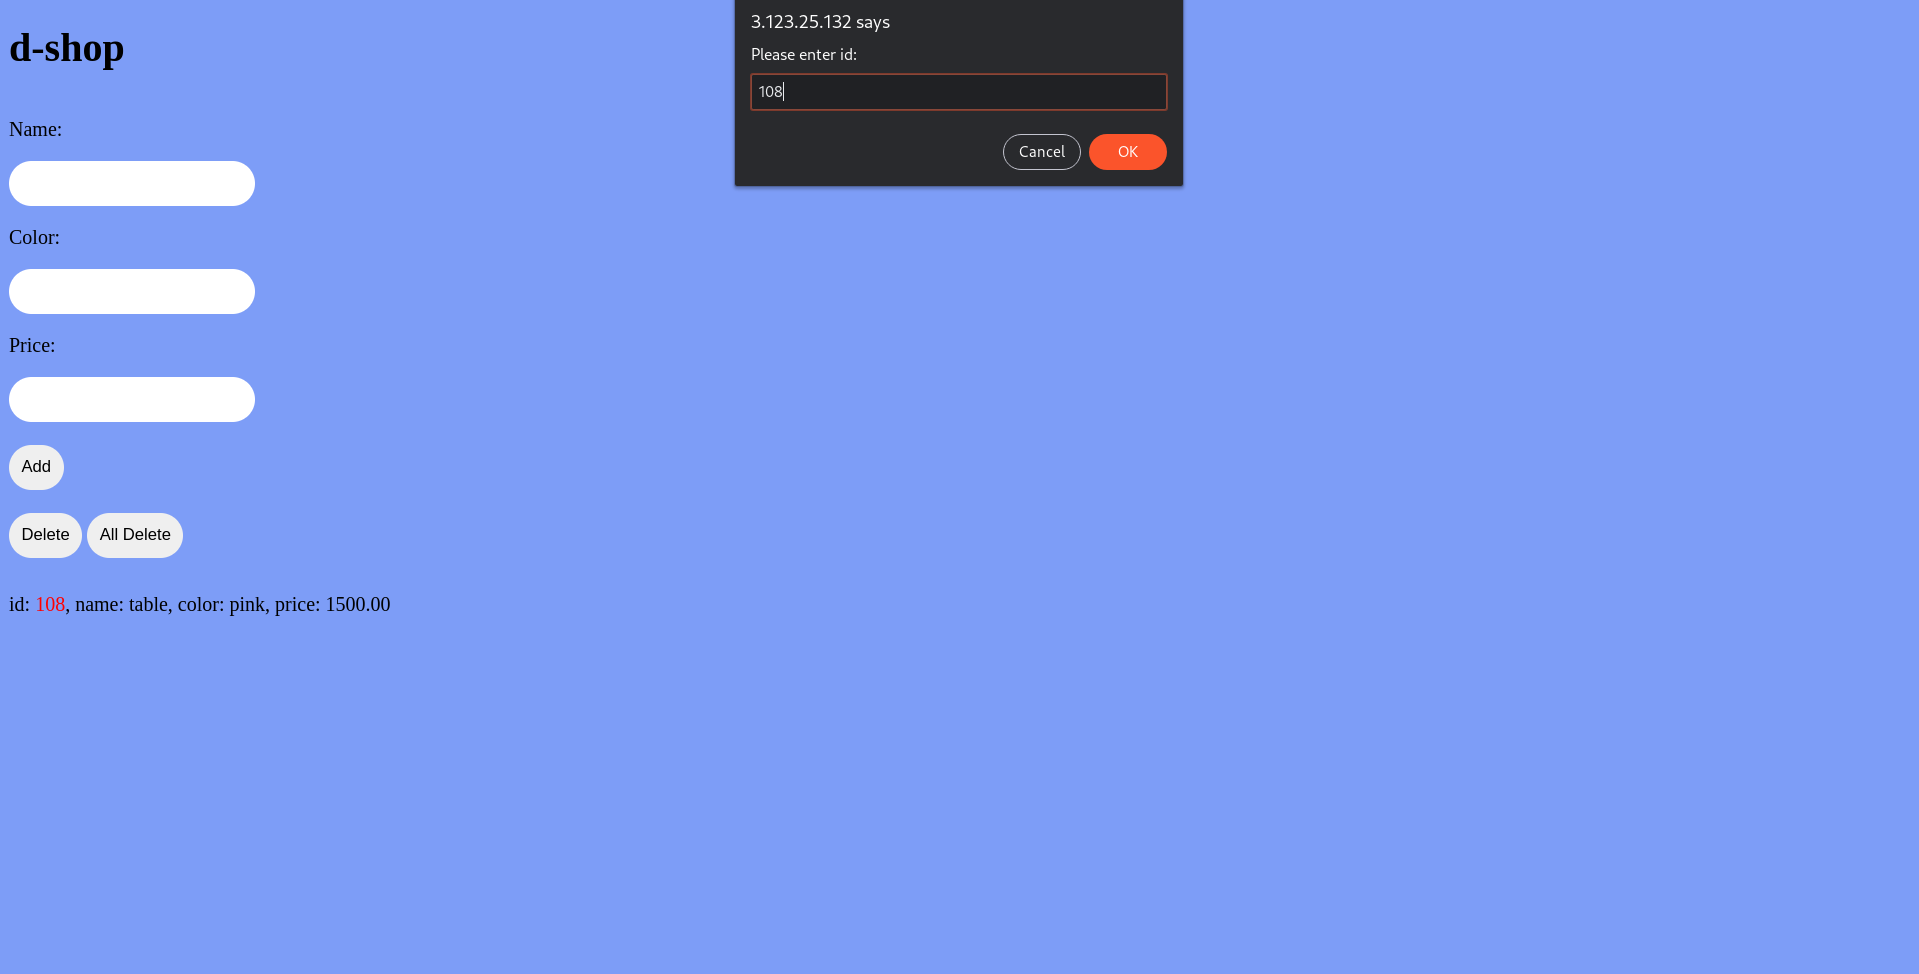 d-shop
3.123.25.132 says
Please enter id:
108
Cancel OK
Name:
Color:
Price:
Add
Delete All Delete
id: 108, name: table, color: pink, price: 1500.00